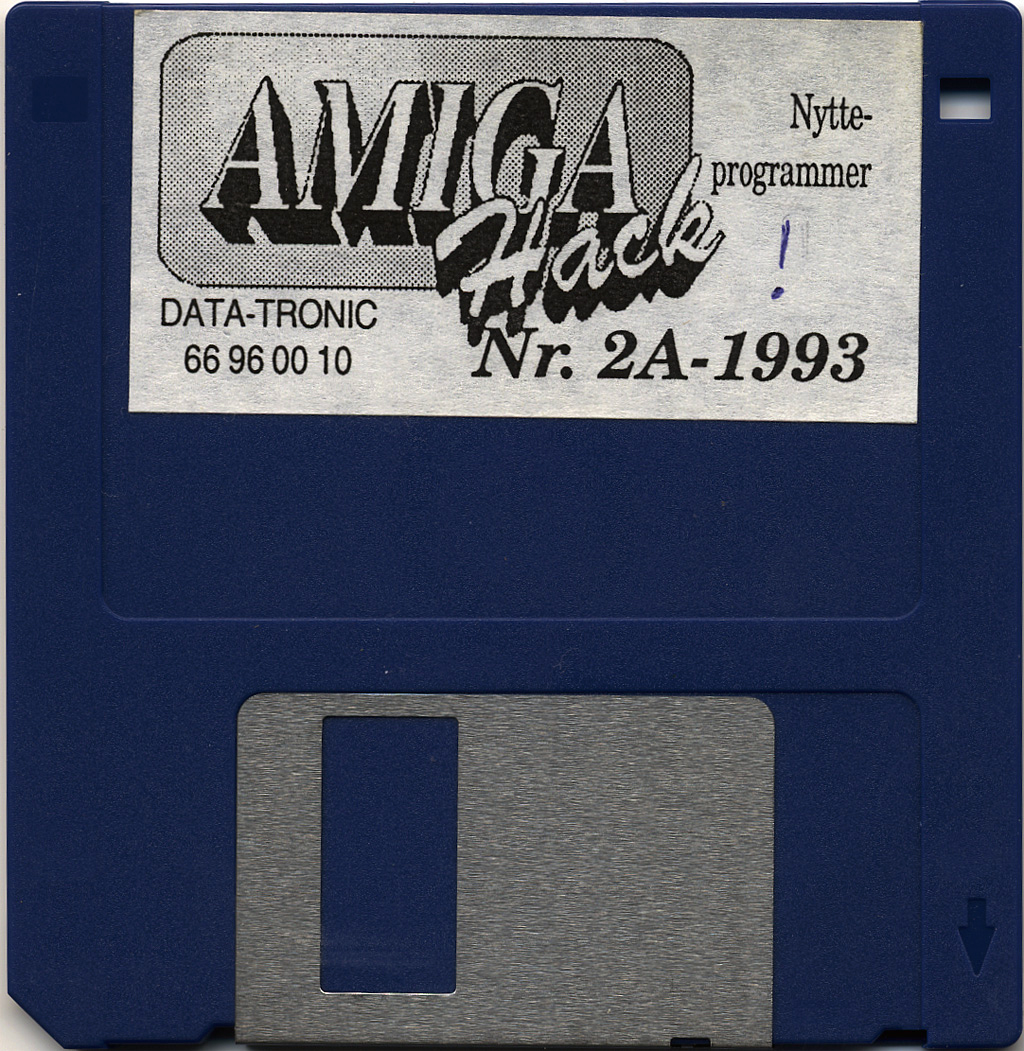 AMIGA
Hack
Nytte-
programmer
!
DATA-TRONIC
66 96 00 10
Nr. 2A-1993